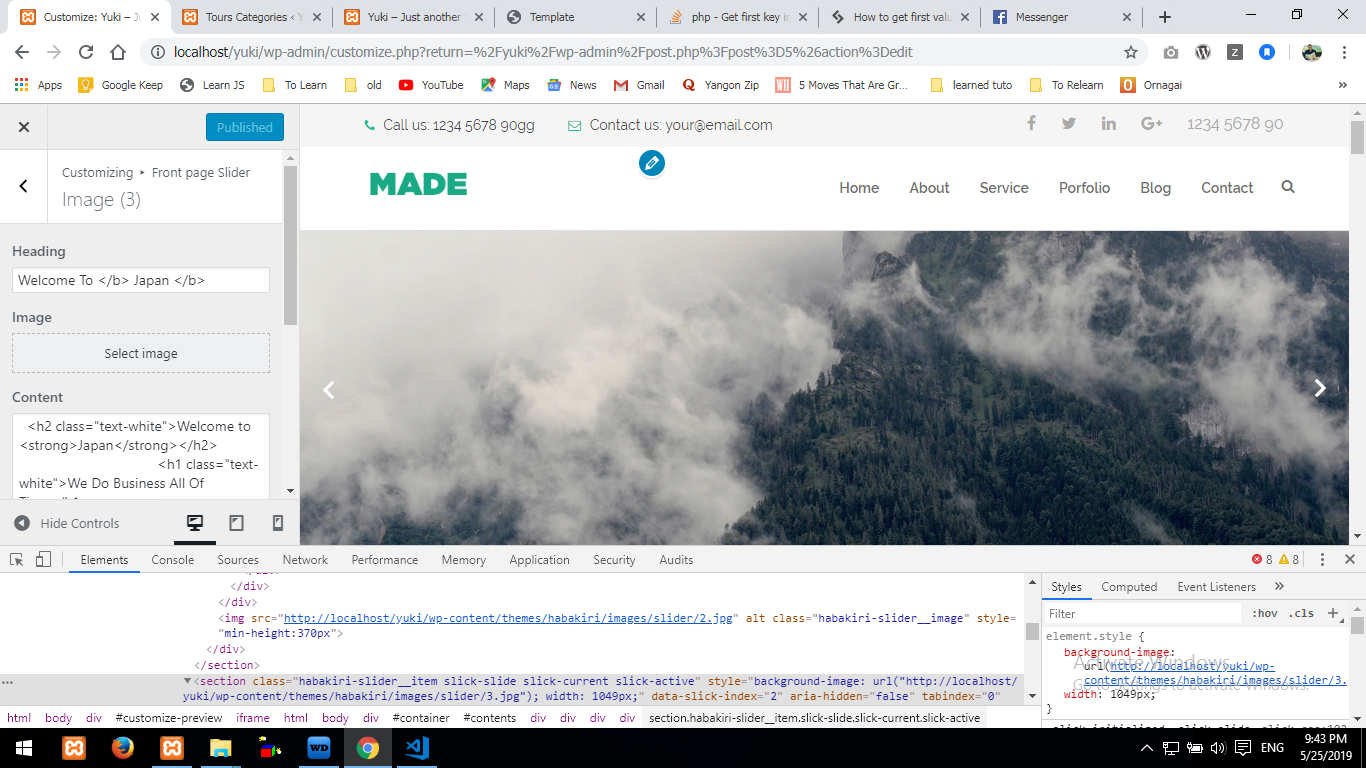 Customize: Yuki – Ju
Tours Categories ‹ Y
Yuki – Just another
Template
php - Get first key in
How to get first valu
Messenger
localhost/yuki/wp-admin/customize.php?return=%2Fyuki%2Fwp-admin%2Fpost.php%3Fpost%3D5%26action%3Dedit
Apps
Google Keep
Learn JS
To Learn
old
YouTube
Maps
News
Gmail
Yangon Zip
5 Moves That Are Gr...
learned tuto
To Relearn
Ornagai
Published
Call us: 1234 5678 90gg
Contact us: your@email.com
1234 5678 90
Customizing ▸ Front page Slider
Image (3)
MADE
Home
About
Service
Porfolio
Blog
Contact
Heading
Welcome To </b> Japan </b>
Image
Select image
Content
<h2 class="text-white">Welcome to
<strong>Japan</strong></h2>
<h1 class="text-
white">We Do Business All Of
Hide Controls
Elements
Console
Sources
Network
Performance
Memory
Application
Security
Audits
8
8
</div>
</div>
<img src="http://localhost/yuki/wp-content/themes/habakiri/images/slider/2.jpg" alt class="habakiri-slider__image" style=
"min-height:370px">
</div>
</section>
<section class="habakiri-slider__item slick-slide slick-current slick-active" style="background-image: url("http://localhost/
yuki/wp-content/themes/habakiri/images/slider/3.jpg"); width: 1049px;" data-slick-index="2" aria-hidden="false" tabindex="0"
html
body
div
#customize-preview
iframe
html
body
div
#container
#contents
div
div
div
div
section.habakiri-slider__item.slick-slide.slick-current.slick-active
Styles
Computed
Event Listeners
Filter
:hov
.cls
element.style {
background-image:
url(http://localhost/yuki/wp-
content/themes/habakiri/images/slider/3.
width: 1049px;
}
Activate Windows
Go to Settings to activate Windows.
ENG
9:43 PM
5/25/2019